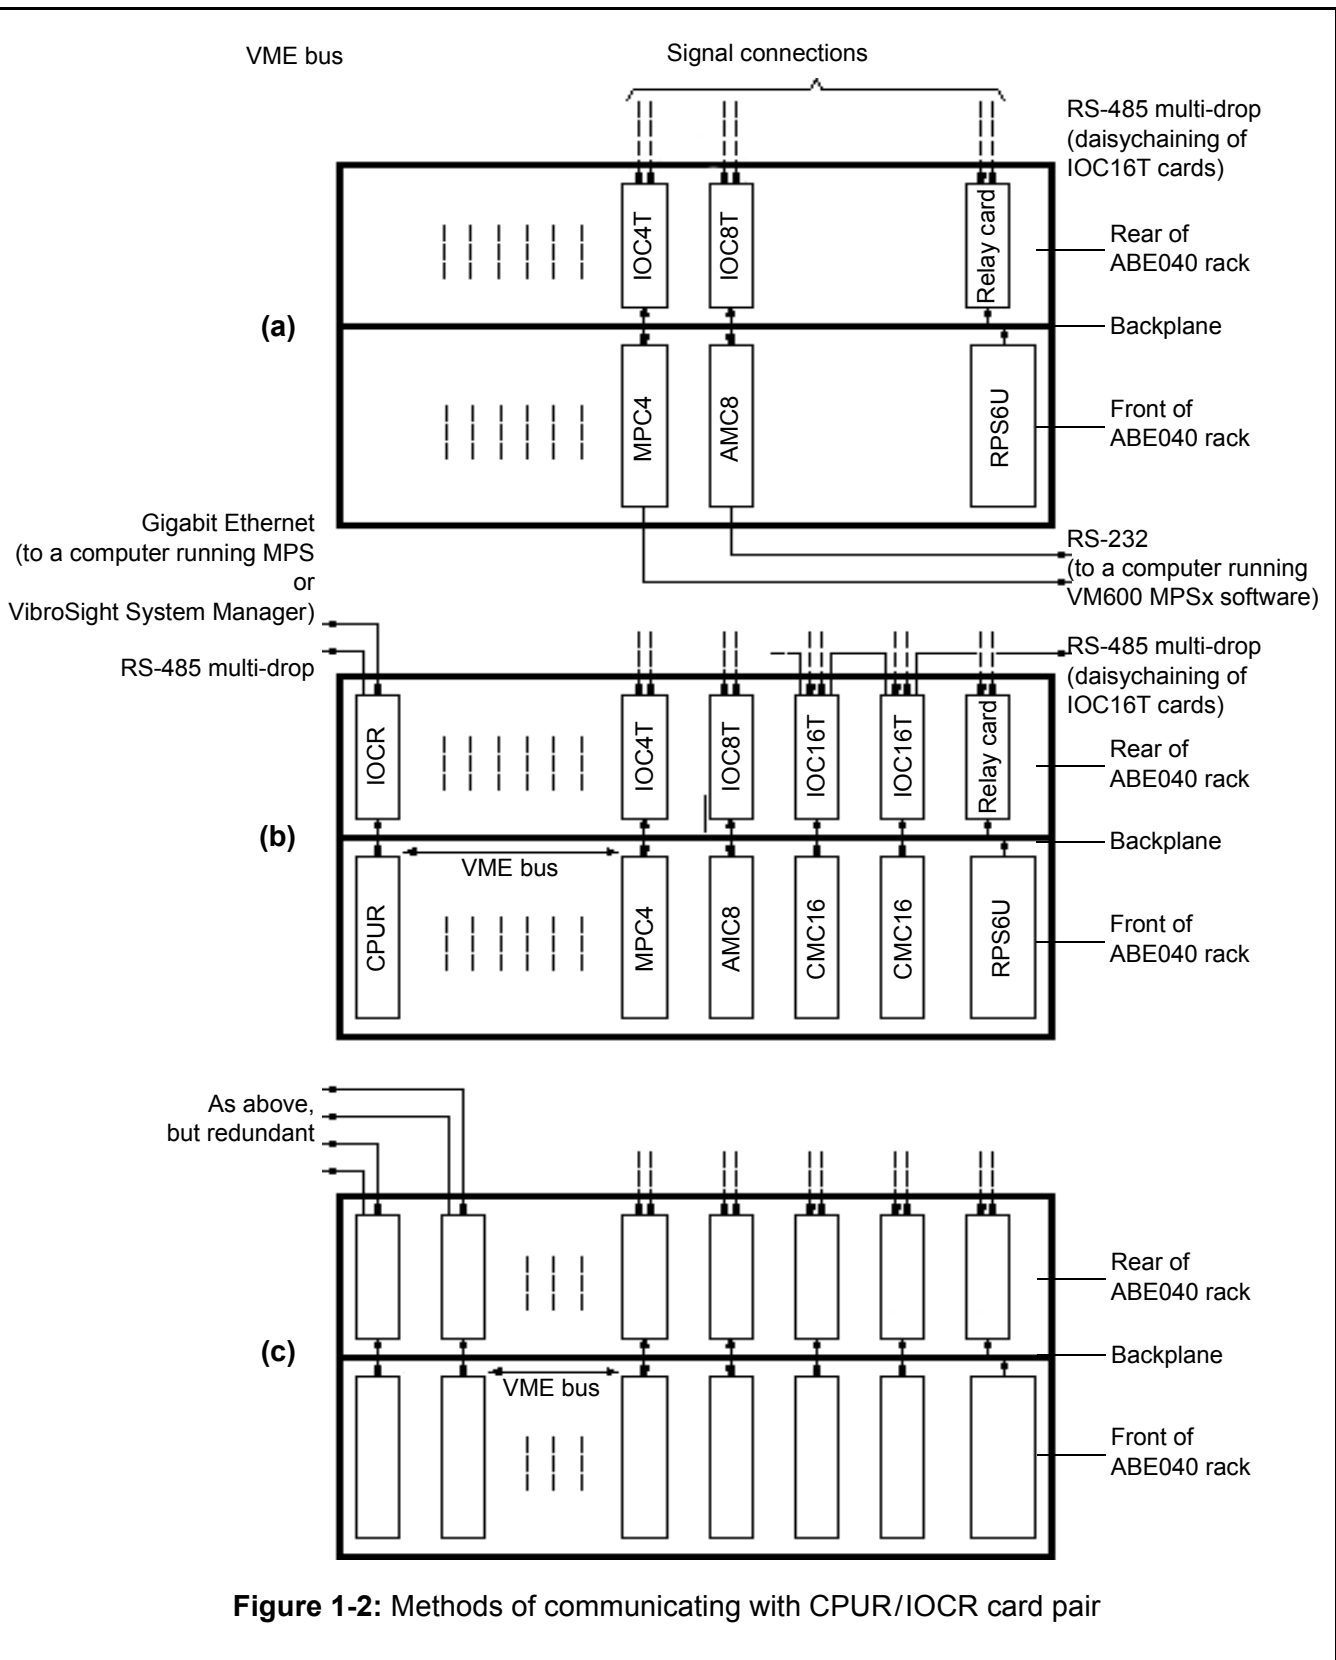 VME bus
Signal connections
RS-485 multi-drop
(daisychaining of
IOC16T cards)
IOC4T
IOC8T
Relay card
Rear of
ABE040 rack
(a)
Backplane
MPC4
AMC8
RPS6U
Front of
ABE040 rack
Gigabit Ethernet
(to a computer running MPS
or
VibroSight System Manager)
RS-485 multi-drop
RS-232
(to a computer running
VM600 MPSx software)
RS-485 multi-drop
(daisychaining of
IOC16T cards)
IOCR
IOC4T
IOC8T
IOC16T
IOC16T
Relay card
Rear of
ABE040 rack
(b)
Backplane
VME bus
CPUR
MPC4
AMC8
CMC16
CMC16
RPS6U
Front of
ABE040 rack
As above,
but redundant
Rear of
ABE040 rack
(c)
Backplane
VME bus
Front of
ABE040 rack
Figure 1-2: Methods of communicating with CPUR/IOCR card pair